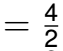 = 4/2